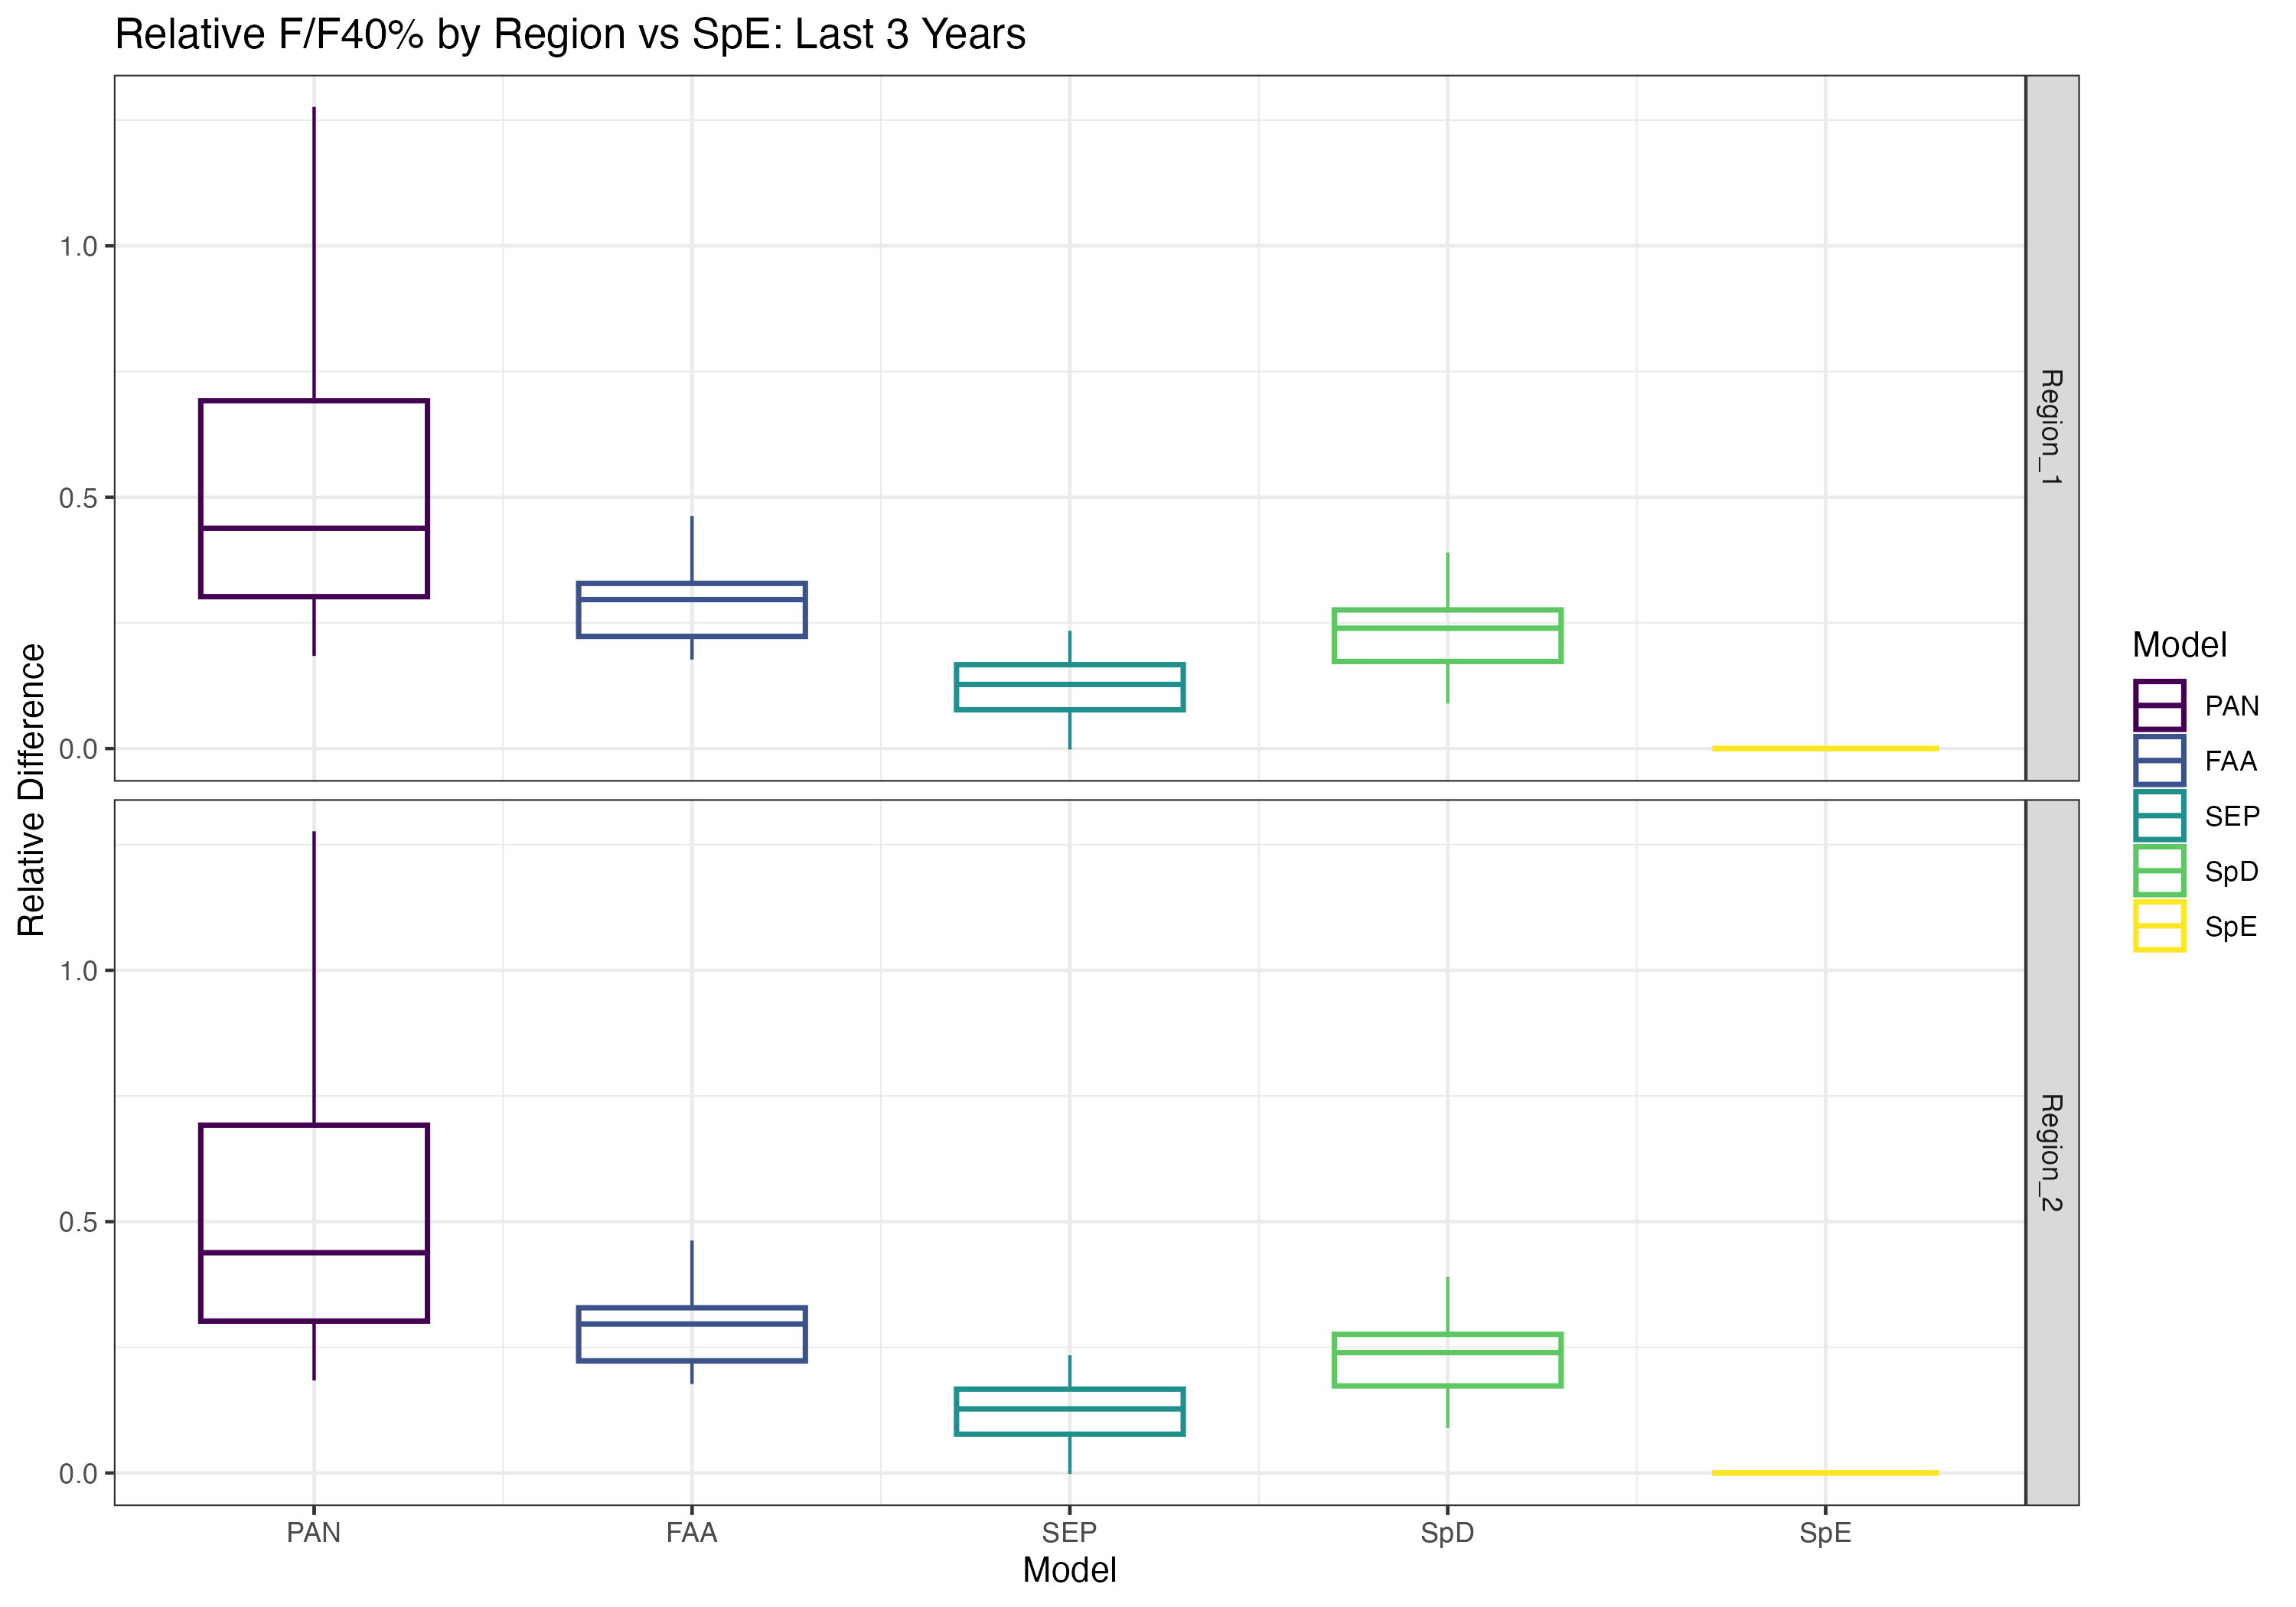 Relative F/F40% by Region vs SpE: Last 3 Years
Relative Difference
1.0
0.5
0.0
Region_1
1.0
0.5
0.0
Region_2
PAN
FAA
SEP
SpD
SpE
Model
Model
PAN
FAA
SEP
SpD
SpE